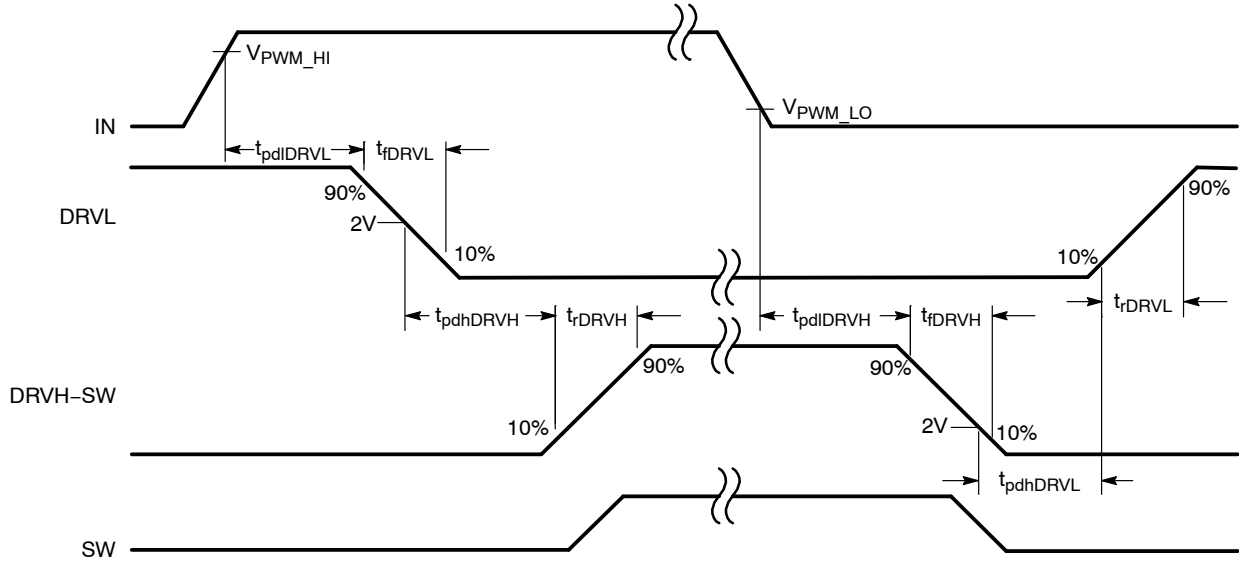 V_PWM_HI
IN
V_PWM_LO
t_pdlDRVL t_fDRVL
90%
90%
DRVL
2V
10%
10%
t_pdhDRVH t_rDRVH t_pdlDRVH t_fDRVH t_rDRVL
90%
90%
DRVH–SW
10%
2V
10%
t_pdhDRVL
SW